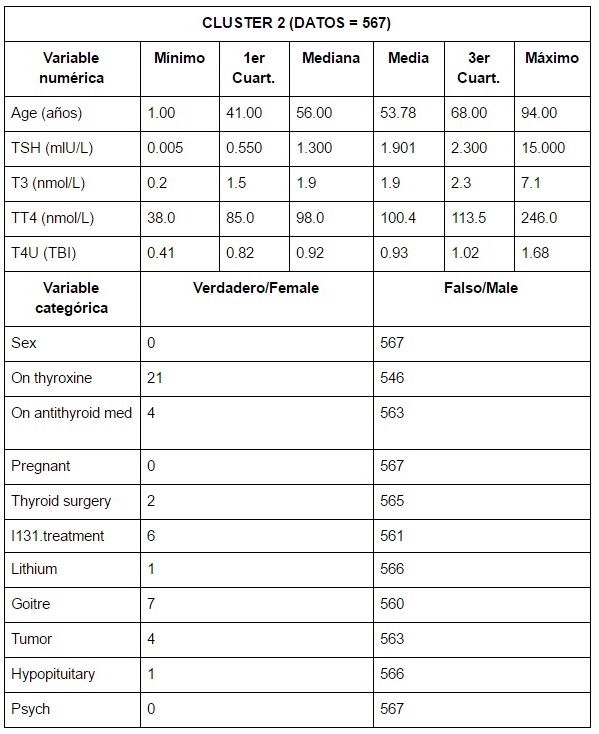 CLUSTER 2 (DATOS = 567)
Variable numérica Mínimo 1er Cuart. Mediana Media 3er Cuart. Máximo
Age (años) 1.00 41.00 56.00 53.78 68.00 94.00
TSH (mlU/L) 0.005 0.550 1.300 1.901 2.300 15.000
T3 (nmol/L) 0.2 1.5 1.9 1.9 2.3 7.1
TT4 (nmol/L) 38.0 85.0 98.0 100.4 113.5 246.0
T4U (TBI) 0.41 0.82 0.92 0.93 1.02 1.68
Variable categórica Verdadero/Female Falso/Male
Sex 0 567
On thyroxine 21 546
On antithyroid med 4 563
Pregnant 0 567
Thyroid surgery 2 565
I131.treatment 6 561
Lithium 1 566
Goitre 7 560
Tumor 4 563
Hypopituitary 1 566
Psych 0 567